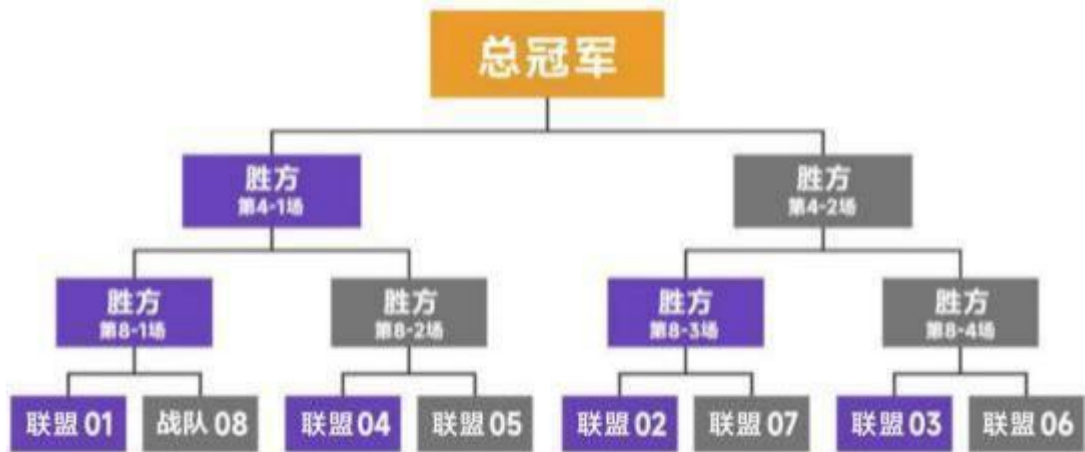 总冠军
胜方
第4-1场
胜方
第4-2场
胜方
第8-1场
胜方
第8-2场
胜方
第8-3场
胜方
第8-4场
联盟 01
战队 08
联盟 04
联盟 05
联盟 02
联盟 07
联盟 03
联盟 06